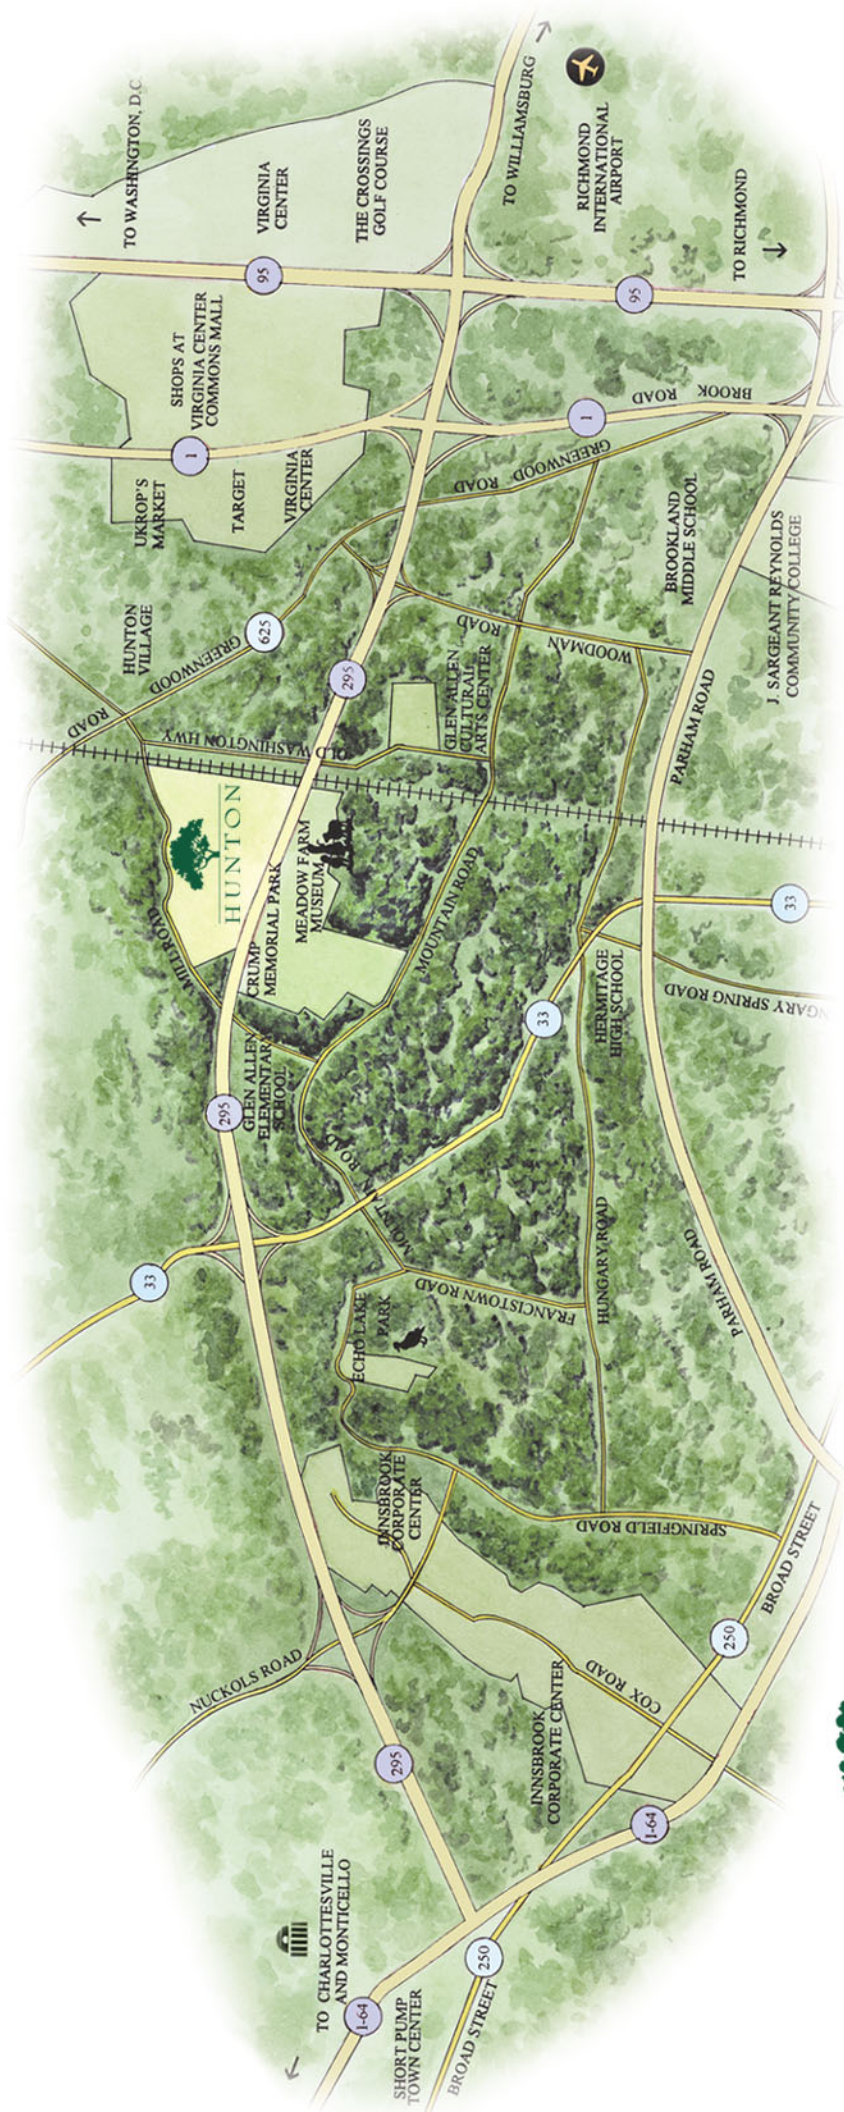 TO WASHINGTON, D.C.
VIRGINIA
CENTER
THE CROSSINGS
GOLF COURSE
TO WILLIAMSBURG
RICHMOND
INTERNATIONAL
AIRPORT
TO RICHMOND
95
95
SHOPS AT
VIRGINIA CENTER
COMMONS MALL
1
1
BROOK ROAD
UKROP'S
MARKET
TARGET
VIRGINIA
CENTER
GREENWOOD ROAD
BROOKLAND
MIDDLE SCHOOL
J. SARGEANT REYNOLDS
COMMUNITY COLLEGE
HUNTON
VILLAGE
625
GREENWOOD ROAD
295
WOODMAN ROAD
GLEN ALLEN
CULTURAL
ARTS CENTER
OLD WASHINGTON HWY
PARHAM ROAD
HUNTON
MILL ROAD
CRUMP
MEMORIAL PARK
MEADOW FARM
MUSEUM
MOUNTAIN ROAD
33
33
HERMITAGE
HIGH SCHOOL
NGARY SPRING ROAD
295
GLEN ALLEN
ELEMENTARY
SCHOOL
MOUNTAIN ROAD
MOUNTAIN
33
FRANCISTOWN ROAD
HUNGARY ROAD
PARHAM ROAD
ECHO LAKE
PARK
INNSBROOK
CORPORATE
CENTER
SPRINGFIELD ROAD
BROAD STREET
250
NUCKOLS ROAD
COX ROAD
INNSBROOK
CORPORATE CENTER
295
I-64
TO CHARLOTTESVILLE
AND MONTICELLO
I-64
250
SHORT PUMP
TOWN CENTER
BROAD STREET